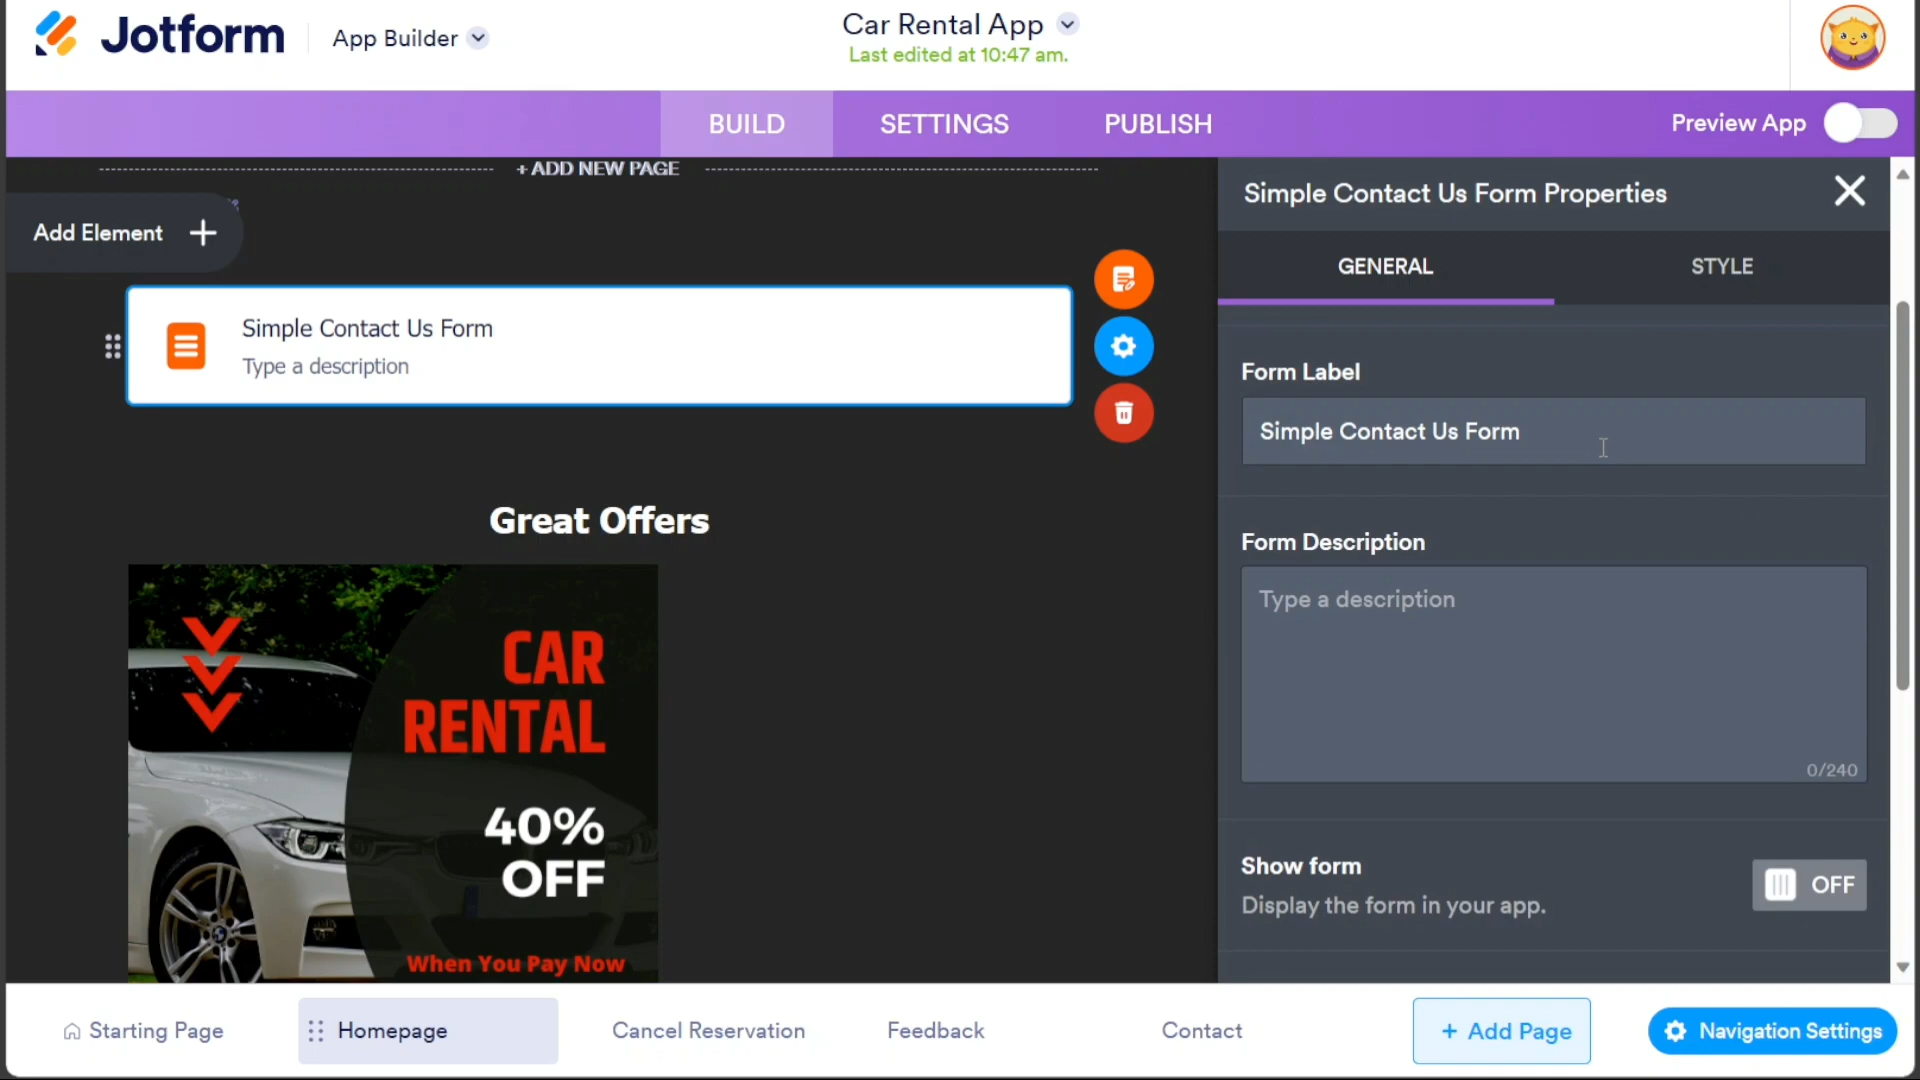 Jotform
App Builder
Car Rental App
Last edited at 10:47 am.
BUILD
SETTINGS
PUBLISH
Preview App
+ ADD NEW PAGE
Add Element +
Simple Contact Us Form
Type a description
Great Offers
CAR
RENTAL
40%
OFF
When You Pay Now
Simple Contact Us Form Properties
GENERAL
STYLE
Form Label
Simple Contact Us Form
Form Description
Type a description
0/240
Show form
Display the form in your app.
OFF
Starting Page
Homepage
Cancel Reservation
Feedback
Contact
+ Add Page
Navigation Settings